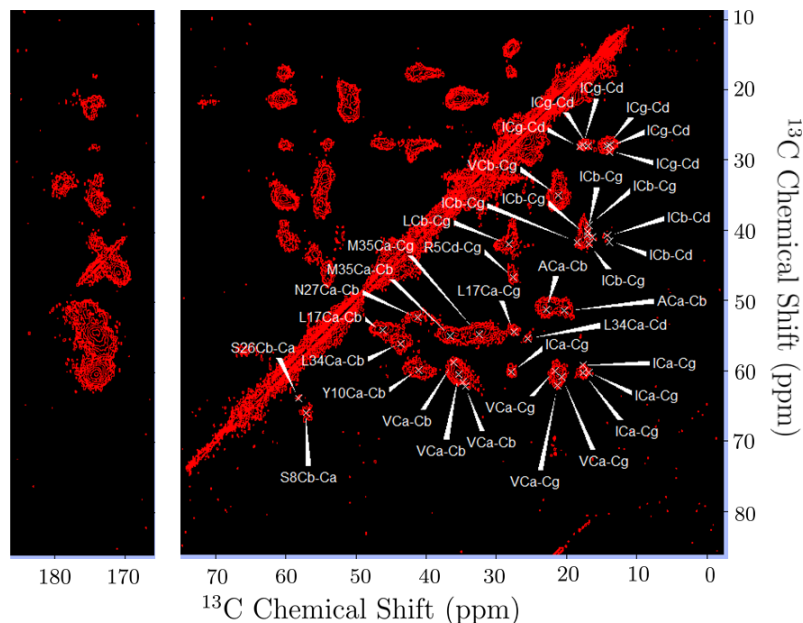 10
20
30
40
50
60
70
80
13C Chemical Shift (ppm)
ICg-Cd
ICg-Cd
ICg-Cd
ICg-Cd
ICg-Cd
ICg-Cd
VCb-Cg
ICb-Cg
ICb-Cg
ICb-Cg
ICb-Cg
LCb-Cg
ICb-Cd
M35Ca-Cg
R5Cd-Cg
ICb-Cd
M35Ca-Cb
ACa-Cb
ICb-Cg
N27Ca-Cb
L17Ca-Cg
ACa-Cb
L17Ca-Cb
L34Ca-Cd
S26Cb-Ca
ICa-Cg
L34Ca-Cb
ICa-Cg
Y10Ca-Cb
VCa-Cg
ICa-Cg
VCa-Cb
ICa-Cg
VCa-Cb
VCa-Cb
VCa-Cg
S8Cb-Ca
VCa-Cg
180
170
70
60
50
40
30
20
10
0
13C Chemical Shift (ppm)